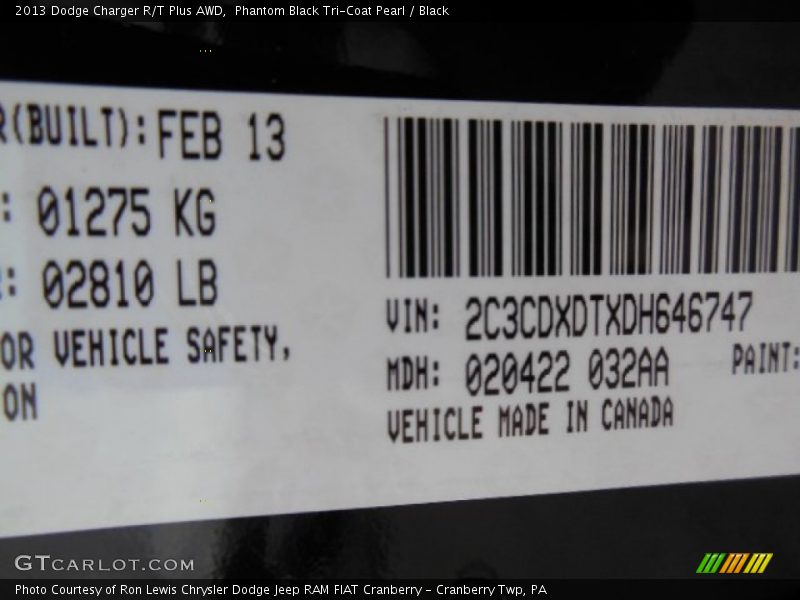 2013 Dodge Charger R/T Plus AWD, Phantom Black Tri-Coat Pearl / Black
R(BUILT): FEB 13
: 01275 KG
: 02810 LB
OR VEHICLE SAFETY,
ON
VIN: 2C3CDXDTXDH646747
MDH: 020422 032AA PAINT:
VEHICLE MADE IN CANADA
GTCARLOT.COM
Photo Courtesy of Ron Lewis Chrysler Dodge Jeep RAM FIAT Cranberry - Cranberry Twp, PA